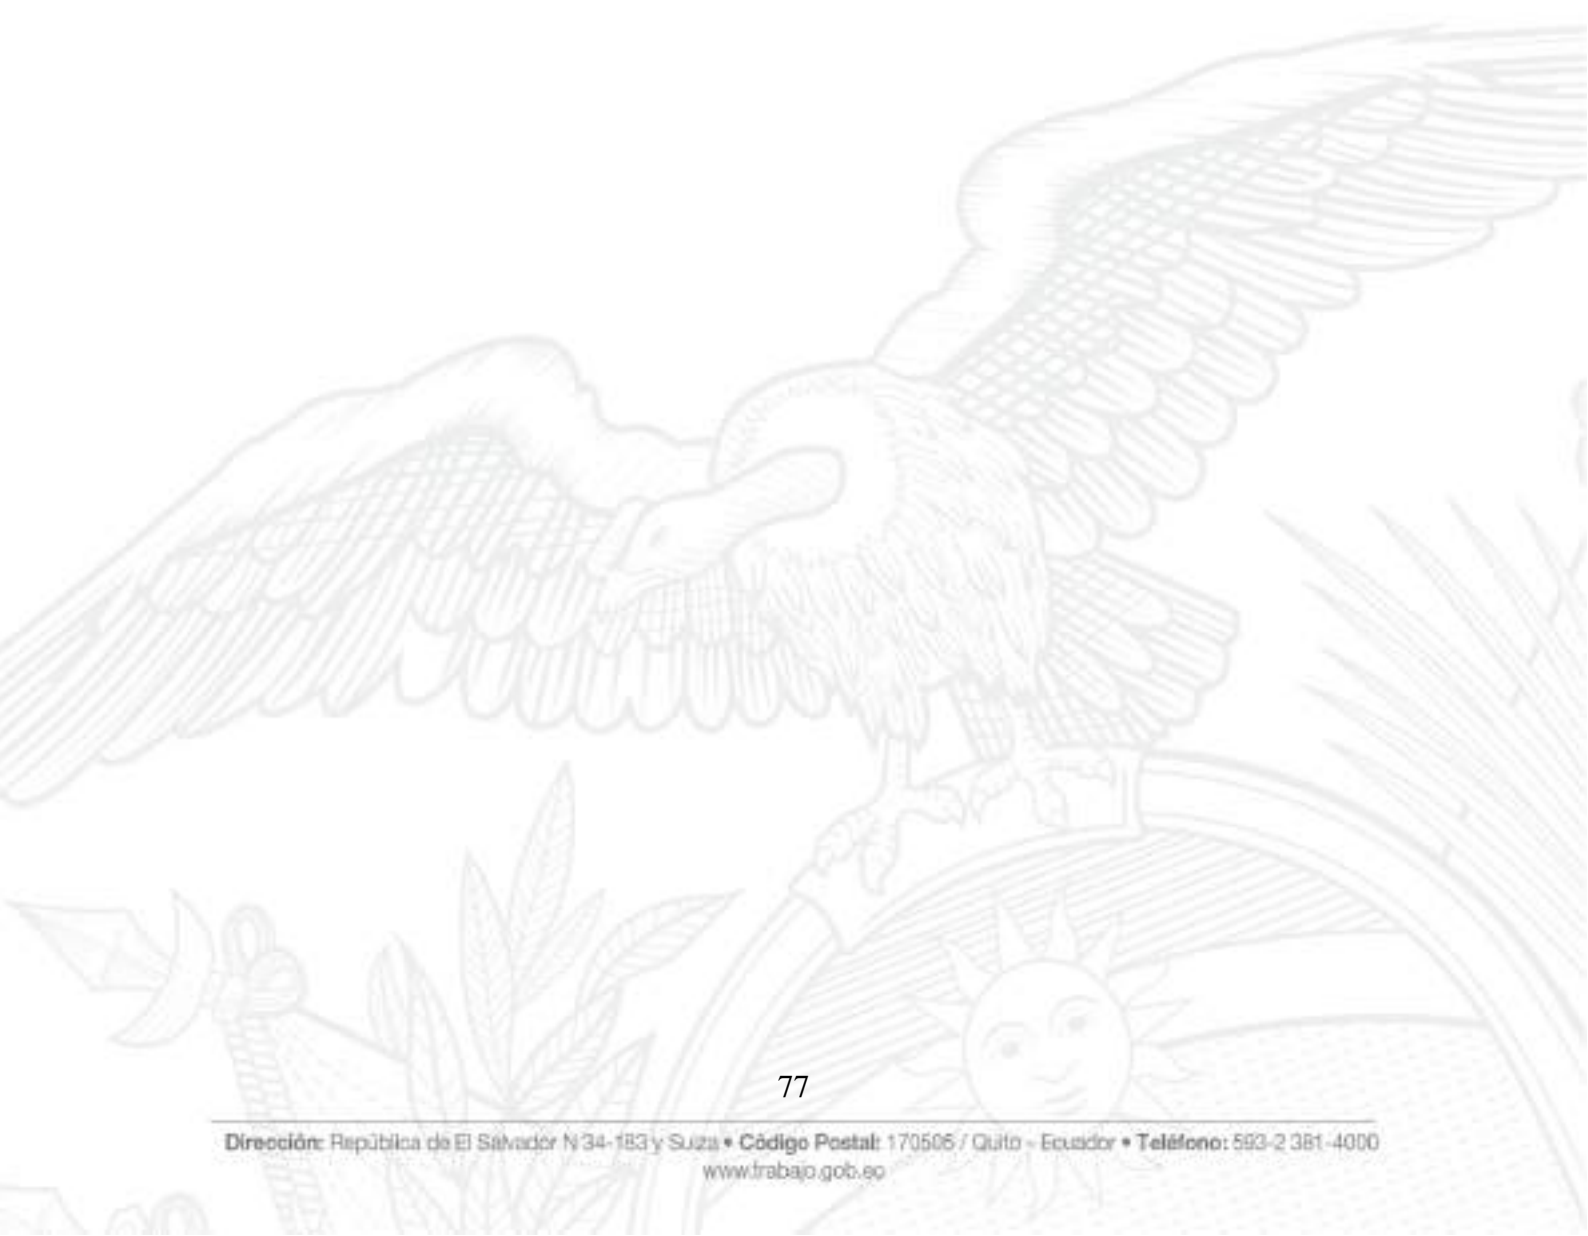 77
Dirección: República de El Salvador N 34-183 y Suiza • Código Postal: 170505 / Quito - Ecuador • Teléfono: 593-2 381-4000
www.trabajo.gob.ec